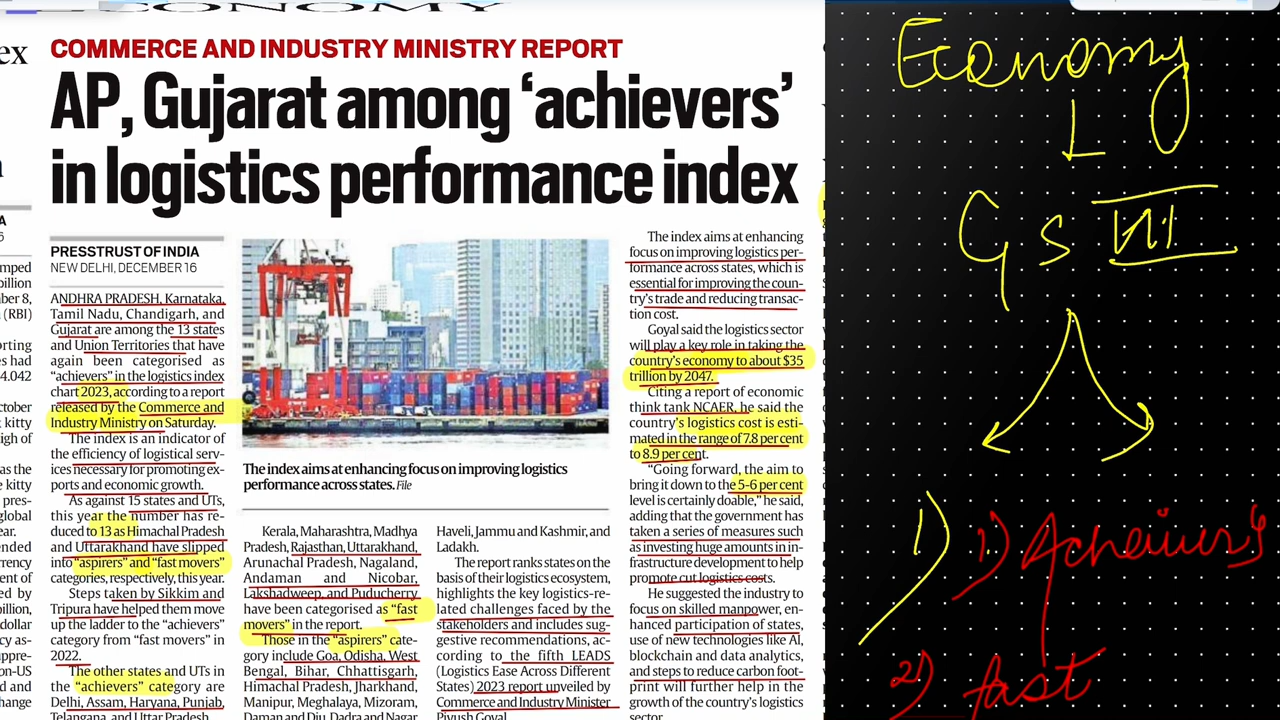 ECONOMY
COMMERCE AND INDUSTRY MINISTRY REPORT
AP, Gujarat among ‘achievers’
in logistics performance index
PRESS TRUST OF INDIA
NEW DELHI, DECEMBER 16
ANDHRA PRADESH, Karnataka,
Tamil Nadu, Chandigarh, and
Gujarat are among the 13 states
and Union Territories that have
again been categorised as
“achievers” in the logistics index
chart 2023, according to a report
released by the Commerce and
Industry Ministry on Saturday.
The index is an indicator of
the efficiency of logistical serv-
ices necessary for promoting ex-
ports and economic growth.
As against 15 states and UTs,
this year the number has re-
duced to 13 as Himachal Pradesh
and Uttarakhand have slipped
into “aspirers” and “fast movers”
categories, respectively, this year.
Steps taken by Sikkim and
Tripura have helped them move
up the ladder to the “achievers”
category from “fast movers” in
2022.
The other states and UTs in
the “achievers” category are
Delhi, Assam, Haryana, Punjab,
Telangana, and Uttar Pradesh
The index aims at enhancing focus on improving logistics
performance across states. File
Kerala, Maharashtra, Madhya
Pradesh, Rajasthan, Uttarakhand,
Arunachal Pradesh, Nagaland,
Andaman and Nicobar,
Lakshadweep, and Puducherry
have been categorised as “fast
movers” in the report.
Those in the “aspirers” cate-
gory include Goa, Odisha, West
Bengal, Bihar, Chhattisgarh,
Himachal Pradesh, Jharkhand,
Manipur, Meghalaya, Mizoram,
Daman and Diu, Dadra and Nagar
Haveli, Jammu and Kashmir, and
Ladakh.
The report ranks states on the
basis of their logistics ecosystem,
highlights the key logistics-re-
lated challenges faced by the
stakeholders and includes sug-
gestive recommendations, ac-
cording to the fifth LEADS
(Logistics Ease Across Different
States) 2023 report unveiled by
Commerce and Industry Minister
Piyush Goyal.
The index aims at enhancing
focus on improving logistics per-
formance across states, which is
essential for improving the coun-
try’s trade and reducing transac-
tion cost.
Goyal said the logistics sector
will play a key role in taking the
country’s economy to about $35
trillion by 2047.
Citing a report of economic
think tank NCAER, he said the
country’s logistics cost is esti-
mated in the range of 7.8 per cent
to 8.9 per cent.
“Going forward, the aim to
bring it down to the 5-6 per cent
level is certainly doable,” he said,
adding that the government has
taken a series of measures such
as investing huge amounts in in-
frastructure development to help
promote cut logistics costs.
He suggested the industry to
focus on skilled manpower, en-
hanced participation of states,
use of new technologies like AI,
blockchain and data analytics,
and steps to reduce carbon foot-
print will further help in the
growth of the country’s logistics
sector.
Economy
GS III
1) 1) Acheivers
2) fast